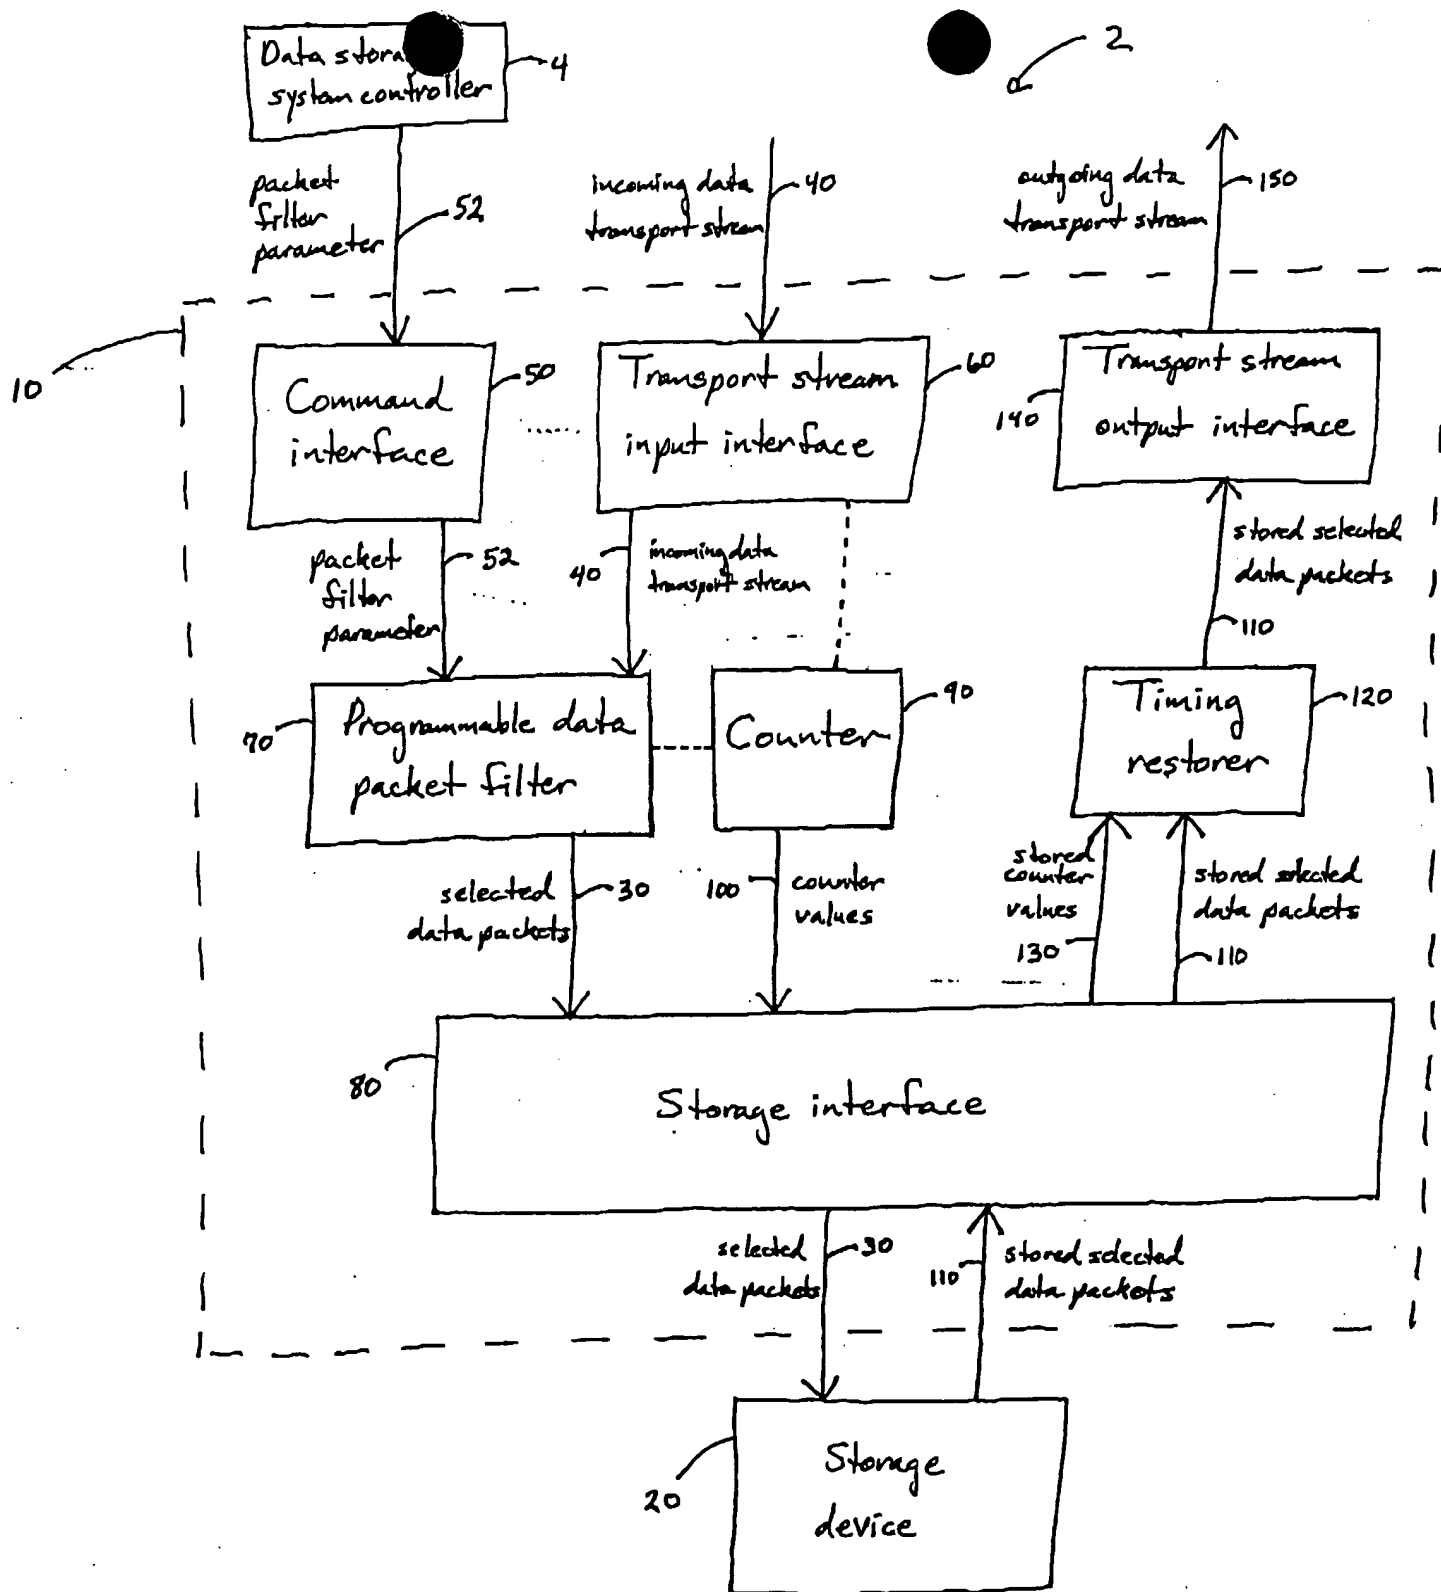 Data stora
system controller
4
2
packet
filter
parameter
52
incoming data
transport stream
40
outgoing data
transport stream
150
10
Command
interface
50
Transport stream
input interface
60
Transport stream
output interface
140
packet
filter
parameter
52
40
incoming data
transport stream
stored selected
data packets
110
Programmable data
packet filter
70
Counter
90
Timing
restorer
120
selected
data packets
30
100
counter
values
stored
counter
values
130
stored selected
data packets
110
80
Storage interface
selected
data packets
30
110
stored selected
data packets
20
Storage
device